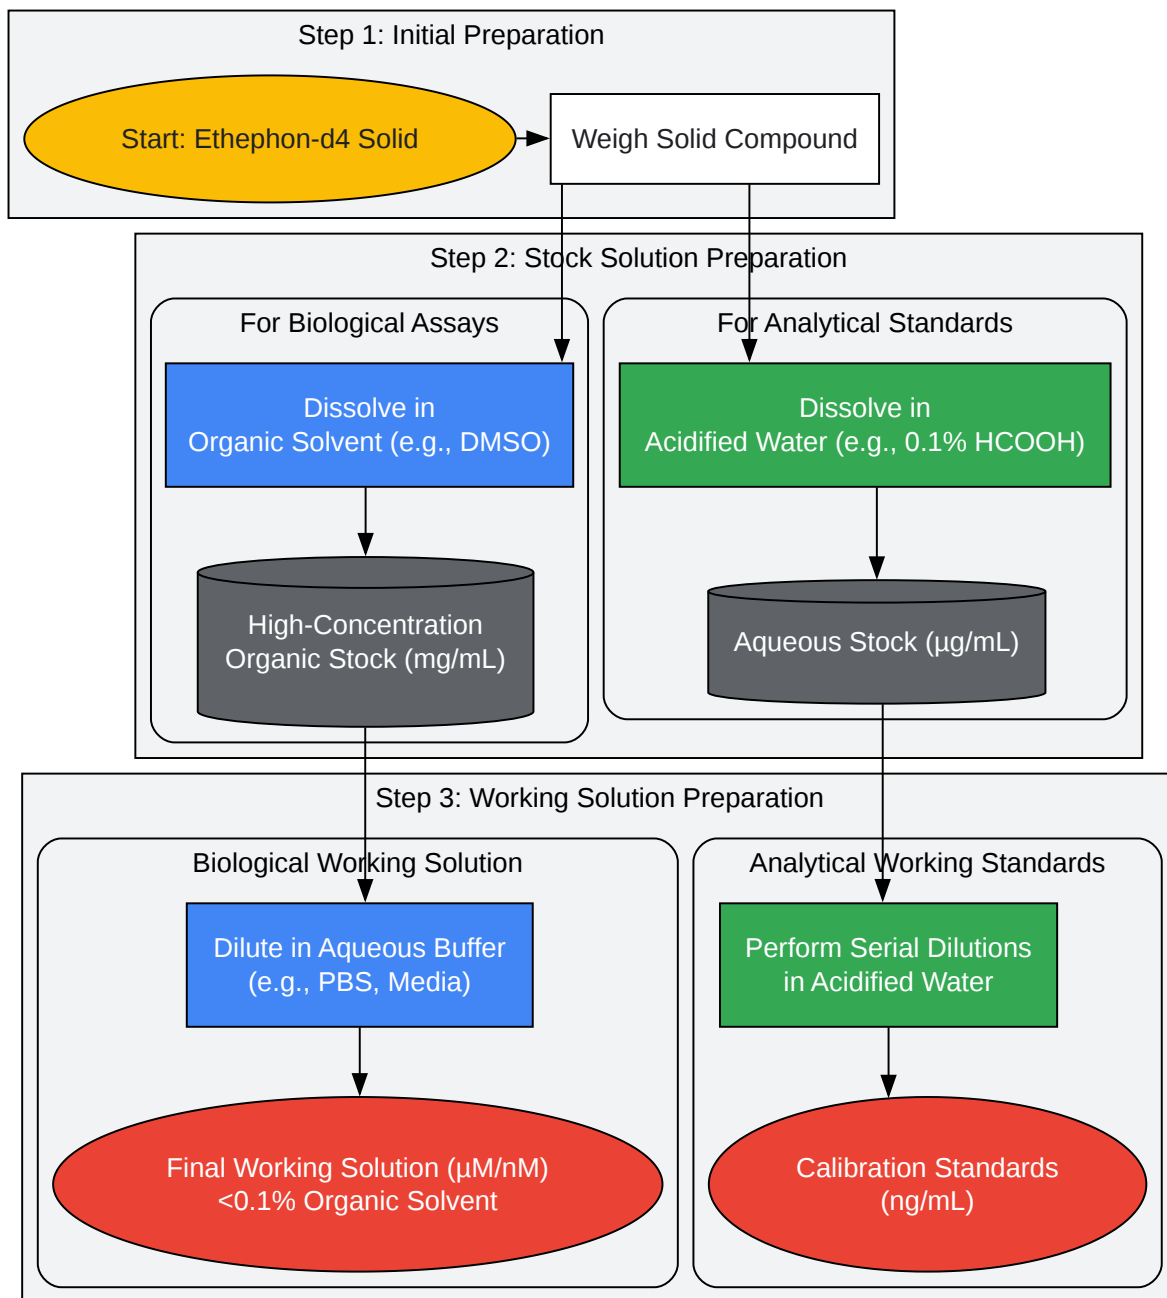 Step 1: Initial Preparation
Start: Ethephon-d4 Solid
Weigh Solid Compound
Step 2: Stock Solution Preparation
For Biological Assays
Dissolve in
Organic Solvent (e.g., DMSO)
High-Concentration
Organic Stock (mg/mL)
For Analytical Standards
Dissolve in
Acidified Water (e.g., 0.1% HCOOH)
Aqueous Stock (µg/mL)
Step 3: Working Solution Preparation
Biological Working Solution
Dilute in Aqueous Buffer
(e.g., PBS, Media)
Final Working Solution (µM/nM)
<0.1% Organic Solvent
Analytical Working Standards
Perform Serial Dilutions
in Acidified Water
Calibration Standards
(ng/mL)